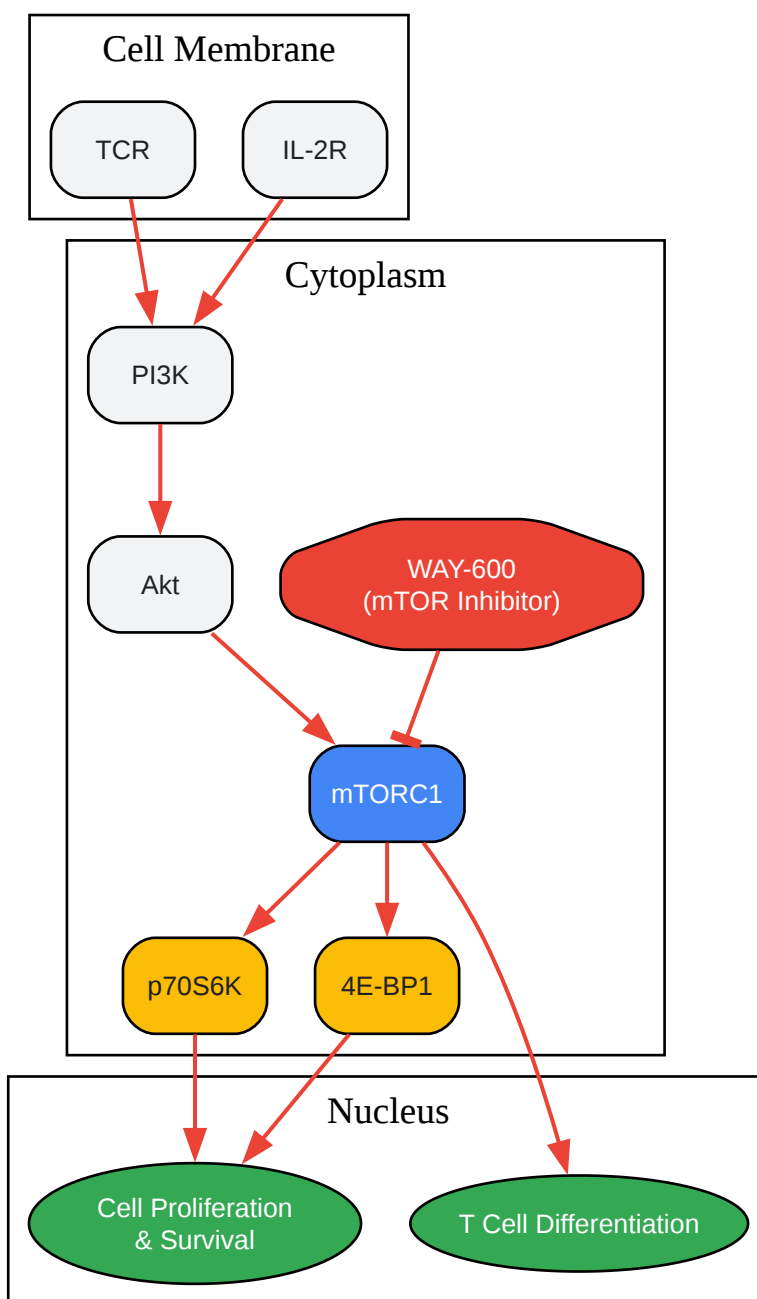 Cell Membrane
TCR
IL-2R
Cytoplasm
PI3K
Akt
WAY-600
(mTOR Inhibitor)
mTORC1
p70S6K
4E-BP1
Nucleus
Cell Proliferation
& Survival
T Cell Differentiation